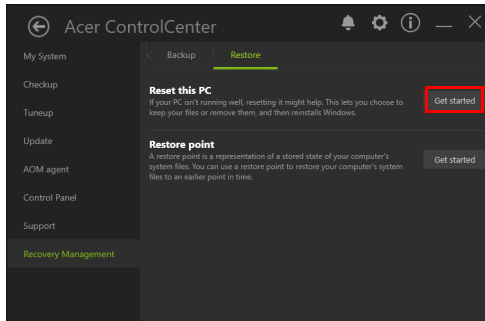 Acer ControlCenter
My System
Checkup
Tuneup
Update
AOM agent
Control Panel
Support
Recovery Management
Backup
Restore
Reset this PC
If your PC isn't running well, resetting it might help. This lets you choose to
keep your files or remove them, and then reinstalls Windows.
Get started
Restore point
A restore point is a representation of a stored state of your computer's
system files. You can use a restore point to restore your computer's system
files to an earlier point in time.
Get started